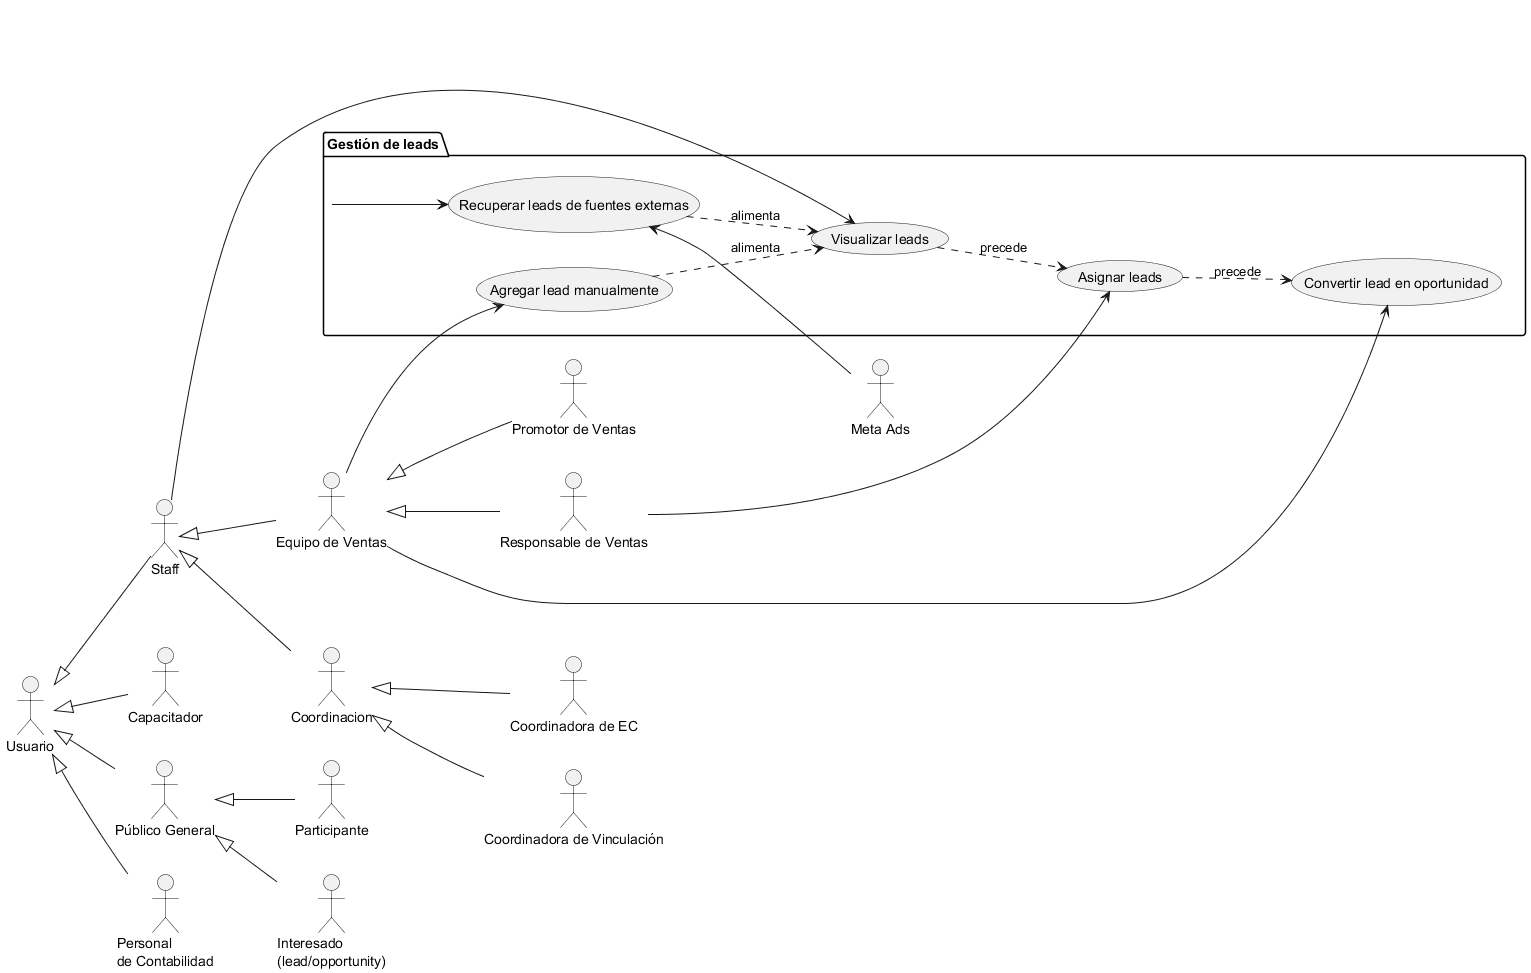 Gestión de leads
Recuperar leads de fuentes externas
alimenta
Visualizar leads
alimenta
precede
Asignar leads
precede
Convertir lead en oportunidad
Agregar lead manualmente
Promotor de Ventas
Meta Ads
Equipo de Ventas
Responsable de Ventas
Staff
Capacitador
Coordinacion
Coordinadora de EC
Usuario
Público General
Participante
Coordinadora de Vinculación
Personal
de Contabilidad
Interesado
(lead/opportunity)